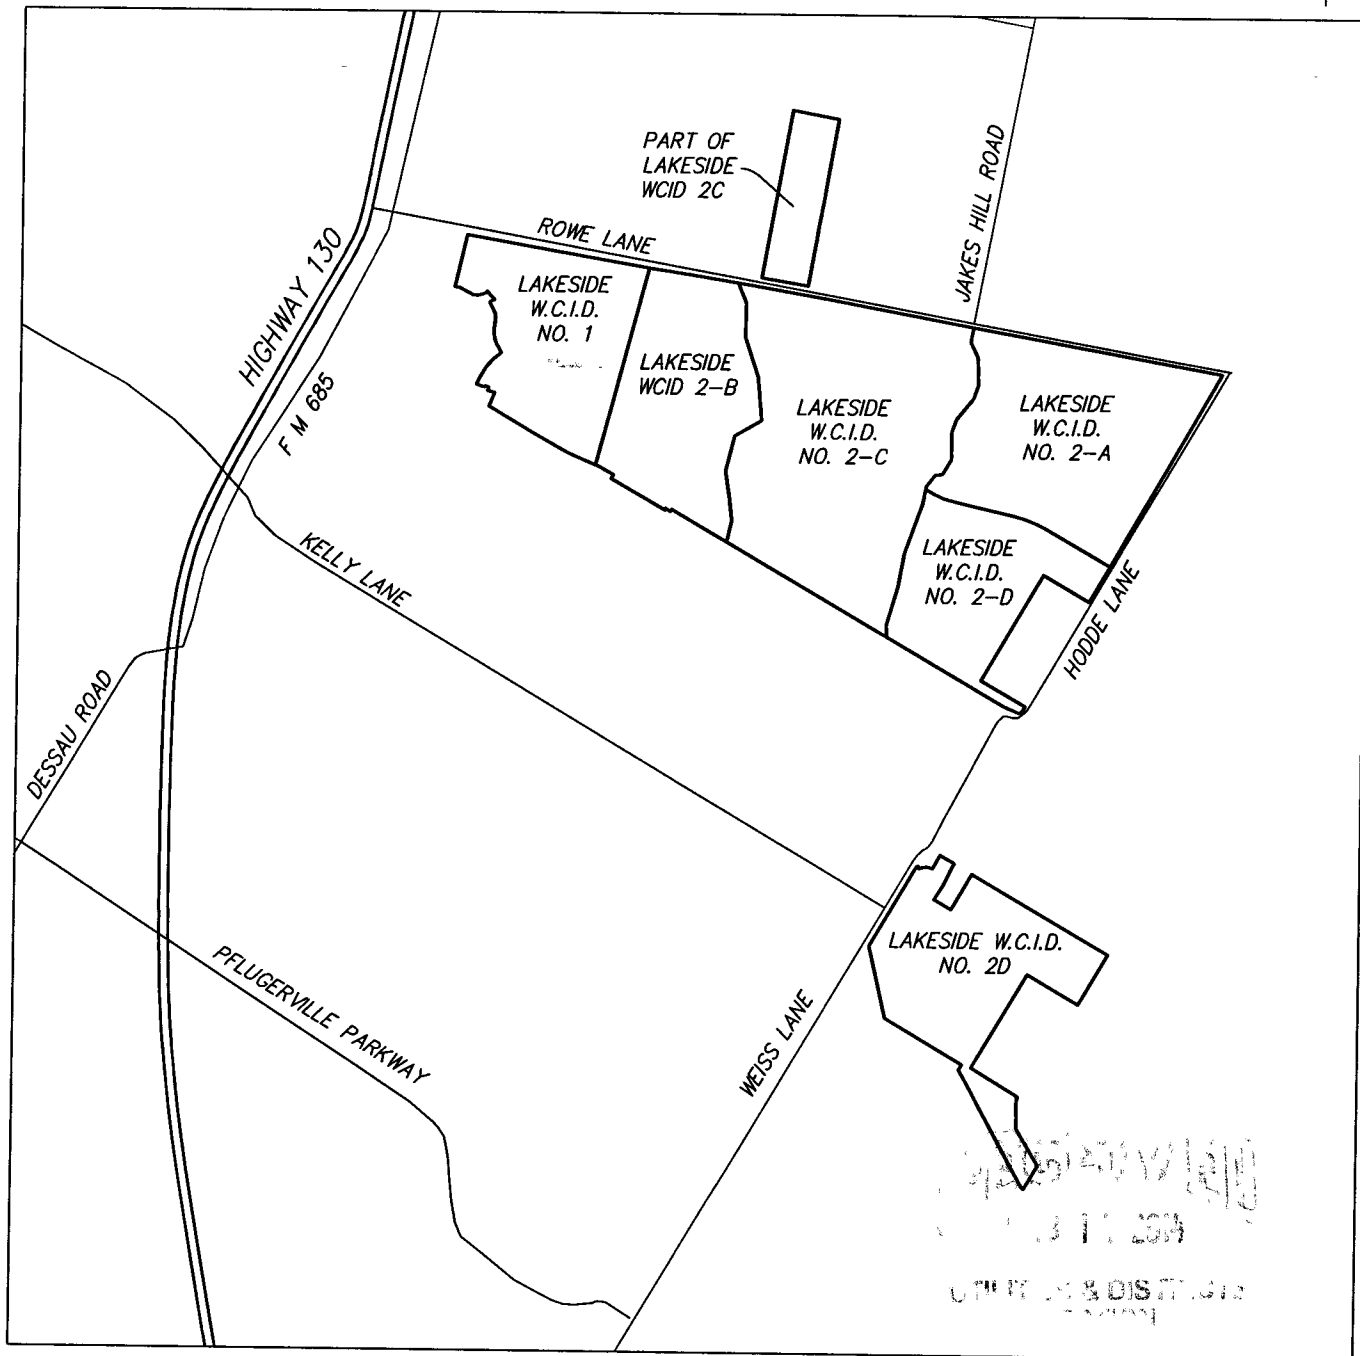 PART OF
LAKESIDE
WCID 2C
JAKES HILL ROAD
ROWE LANE
HIGHWAY 130
F M 685
LAKESIDE
W.C.I.D.
NO. 1
LAKESIDE
WCID 2-B
LAKESIDE
W.C.I.D.
NO. 2-C
LAKESIDE
W.C.I.D.
NO. 2-A
LAKESIDE
W.C.I.D.
NO. 2-D
HODDE LANE
KELLY LANE
DESSAU ROAD
PFLUGERVILLE PARKWAY
WEISS LANE
LAKESIDE W.C.I.D.
NO. 2D
&